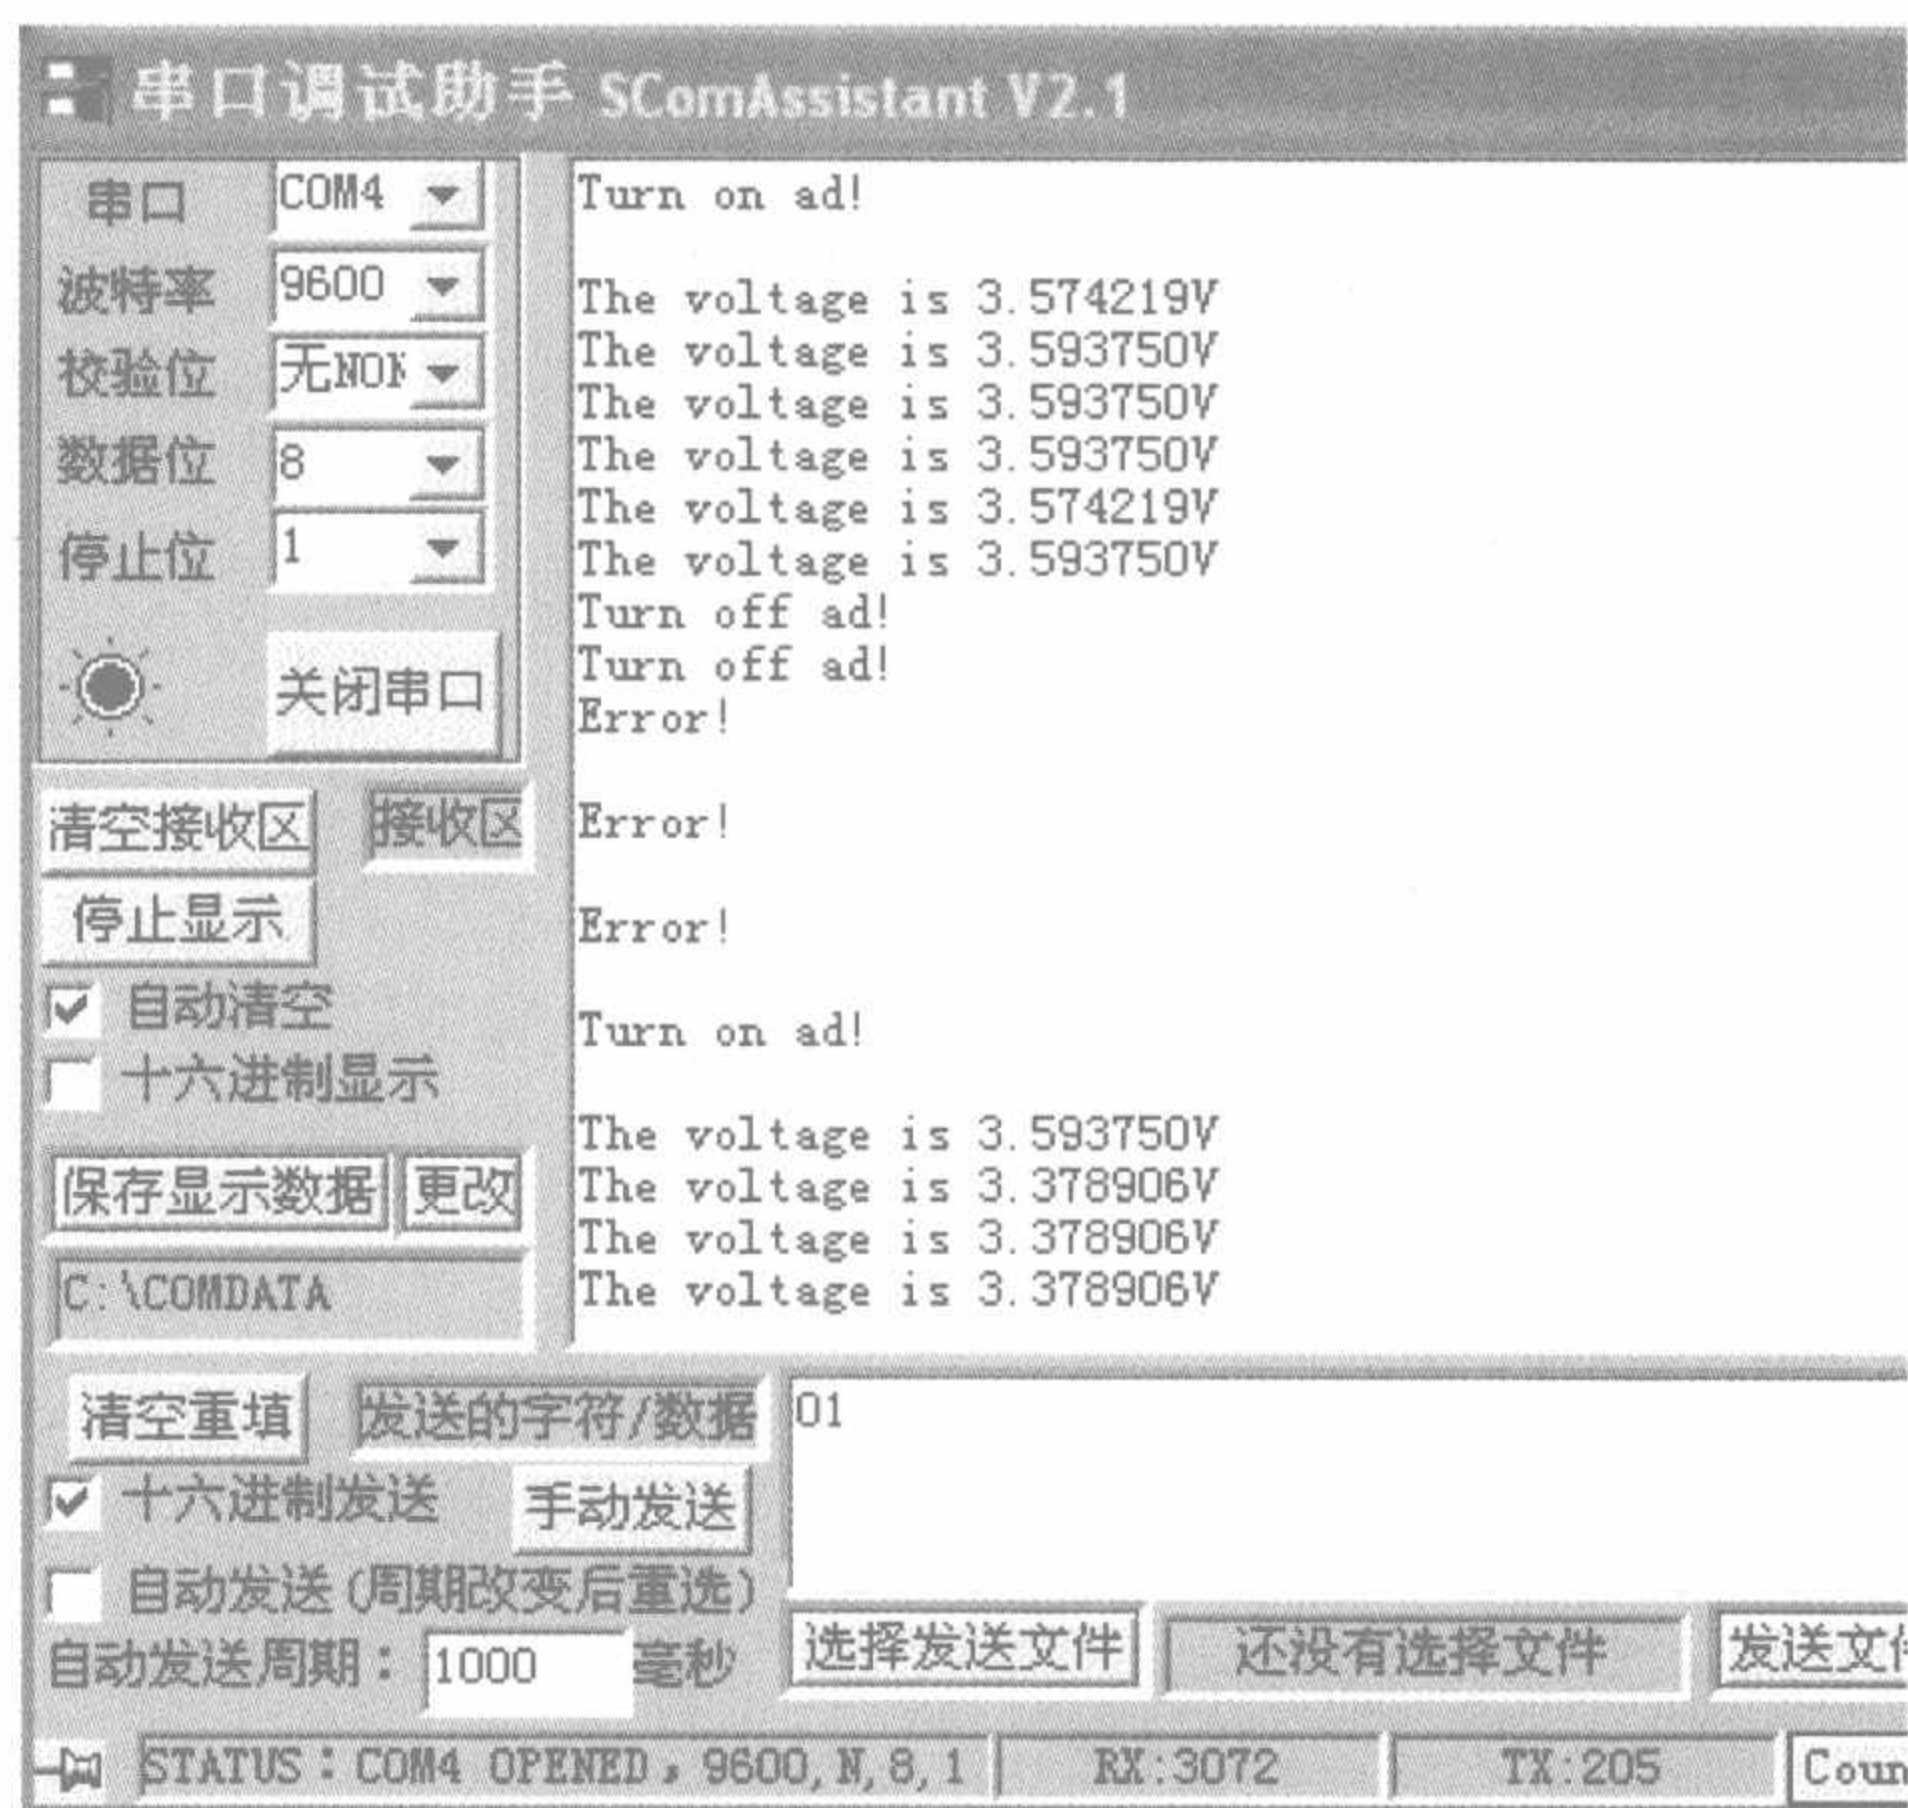 串口调试助手 SComAssistant V2.1
串口 COM4
波特率 9600
校验位 无NON
数据位 8
停止位 1
关闭串口
清空接收区 接收区
停止显示
自动清空
十六进制显示
保存显示数据 更改
C:\COMDATA
Turn on ad!
The voltage is 3.574219V
The voltage is 3.593750V
The voltage is 3.593750V
The voltage is 3.593750V
The voltage is 3.574219V
The voltage is 3.593750V
Turn off ad!
Turn off ad!
Error!
Error!
Error!
Turn on ad!
The voltage is 3.593750V
The voltage is 3.378906V
The voltage is 3.378906V
The voltage is 3.378906V
清空重填 发送的字符/数据 01
十六进制发送 手动发送
自动发送(周期改变后重选)
自动发送周期: 1000 毫秒 选择发送文件 还没有选择文件 发送文件
STATUS:COM4 OPENED, 9600,N,8,1 RX:3072 TX:205 Coun